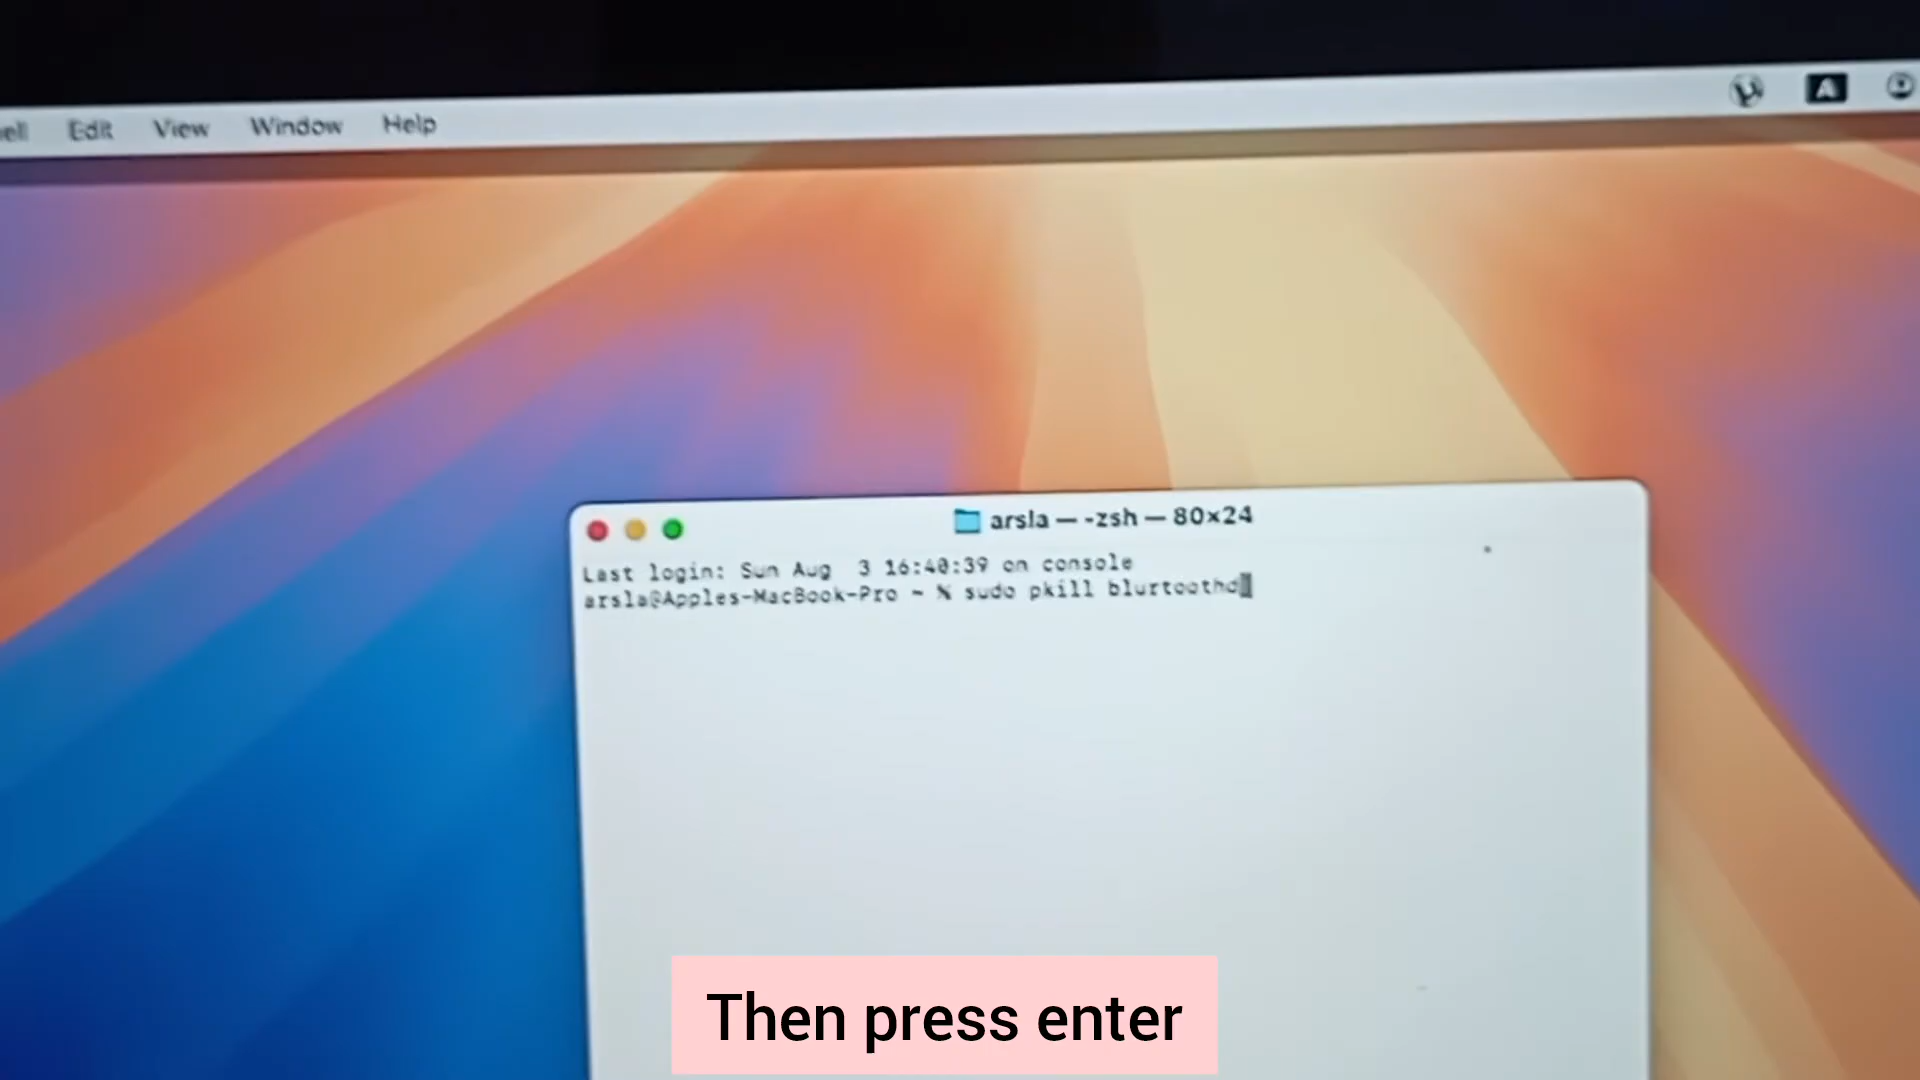 ell Edit View Window Help
A
arsla — -zsh — 80×24
Last login: Sun Aug  3 16:40:39 on console
arsla@Apples-MacBook-Pro ~ % sudo pkill blurtoothd
Then press enter